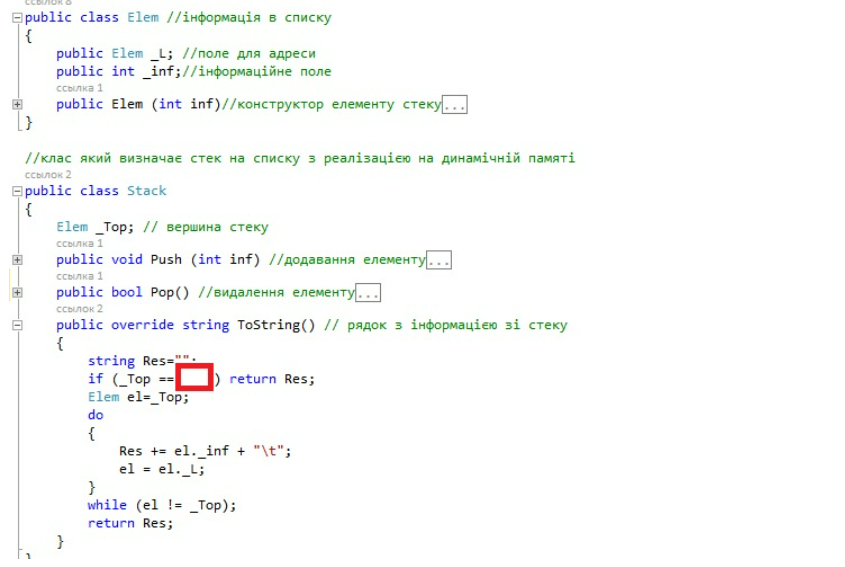 ссылок 8
public class Elem //інформація в списку
{
public Elem _L; //поле для адреси
public int _inf;//інформаційне поле
ссылка 1
public Elem (int inf)//конструктор елементу стеку...
}
//клас який визначає стек на списку з реалізацією на динамічній памяті
ссылок 2
public class Stack
{
Elem _Top; // вершина стеку
ссылка 1
public void Push (int inf) //додавання елементу...
ссылка 1
public bool Pop() //видалення елементу...
ссылок 2
public override string ToString() // рядок з інформацією зі стеку
{
string Res="";
if (_Top == ) return Res;
Elem el=_Top;
do
{
Res += el._inf + "\t";
el = el._L;
}
while (el != _Top);
return Res;
}
}